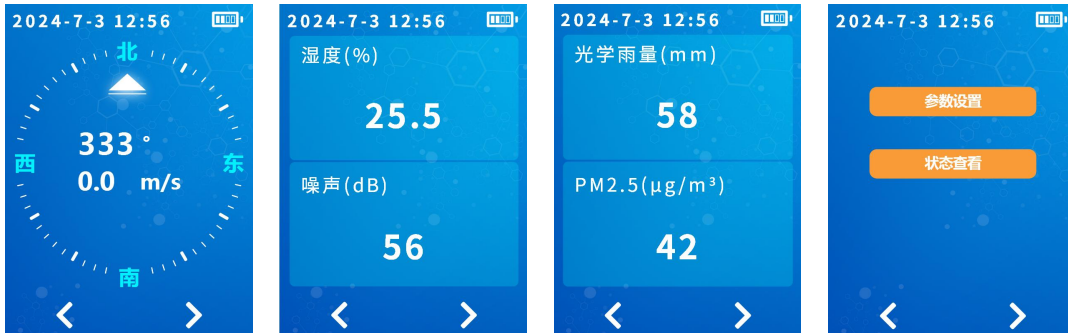 2024-7-3 12:56
北
333 °
西
东
0.0 m/s
南
2024-7-3 12:56
湿度(%)
25.5
噪声(dB)
56
2024-7-3 12:56
光学雨量(mm)
58
PM2.5(μg/m³)
42
2024-7-3 12:56
参数设置
状态查看